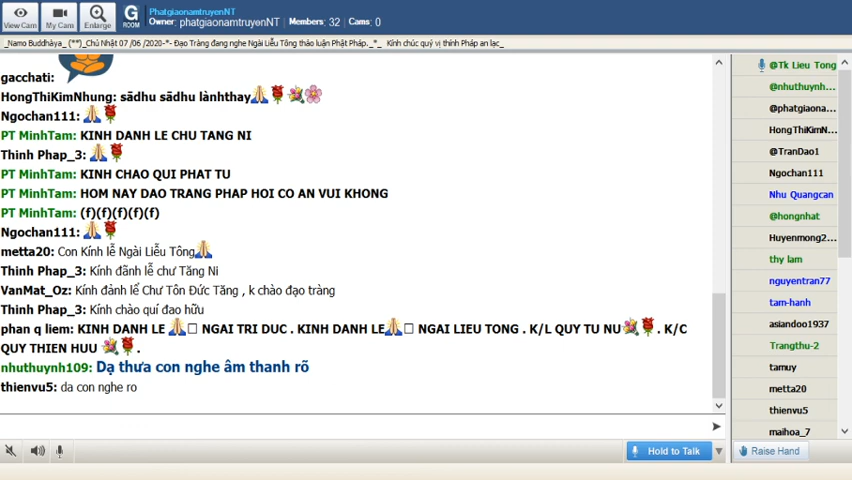 View Cam
My Cam
Enlarge
G
ROOM
PhatgiaonamtruyenNT
Owner: phatgiaonamtruyenNT | Members: 32 | Cams: 0
_Namo Buddhàya_ (**)_Chủ Nhật 07 /06 /2020-*- Đạo Tràng đang nghe Ngài Liễu Tông thảo luận Phật Pháp._*_ Kính chúc quý vị thính Pháp an lạc_
gacchati:
HongThiKimNhung: sādhu sādhu lànhthay
Ngochan111:
PT MinhTam: KINH DANH LE CHU TANG NI
Thinh Phap_3:
PT MinhTam: KINH CHAO QUI PHAT TU
PT MinhTam: HOM NAY DAO TRANG PHAP HOI CO AN VUI KHONG
PT MinhTam: (f)(f)(f)(f)(f)
Ngochan111:
metta20: Con Kính lễ Ngài Liễu Tông
Thinh Phap_3: Kính đãnh lễ chư Tăng Ni
VanMat_Oz: Kính đảnh lể Chư Tôn Đức Tăng , k chào đạo tràng
Thinh Phap_3: Kính chào quí đao hữu
phan q liem: KINH DANH LE NGAI TRI DUC . KINH DANH LE NGAI LIEU TONG . K/L QUY TU NU . K/C
QUY THIEN HUU .
nhuthuynh109: Dạ thưa con nghe âm thanh rõ
thienvu5: da con nghe ro
Hold to Talk
@Tk Lieu Tong
@nhuthuynh...
@phatgiaona...
HongThiKimN...
@TranDao1
Ngochan111
Nhu Quangcan
@hongnhat
Huyenmong2...
thy lam
nguyentran77
tam-hanh
asiandoo1937
Trangthu-2
tamuy
metta20
thienvu5
maihoa_7
Raise Hand